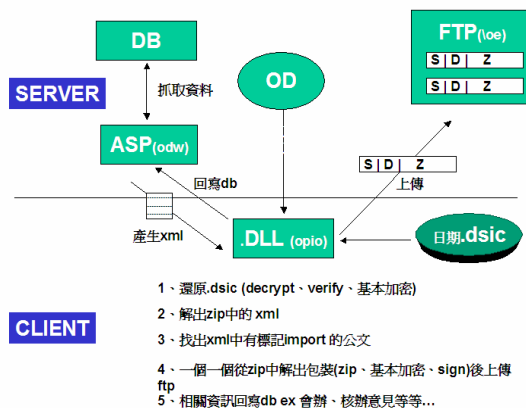 DB
FTP(\oe)
S | D | Z
S | D | Z
OD
SERVER
抓取資料
ASP(odw)
S | D | Z
上傳
回寫db
產生xml
.DLL (opio)
日期.dsic
1、還原.dsic (decrypt、verify、基本加密)
2、解出zip中的 xml
CLIENT
3、找出xml中有標記import 的公文
4、一個一個從zip中解出包裝(zip、基本加密、sign)後上傳
ftp
5、相關資訊回寫db ex 會辦、核辦意見等等…